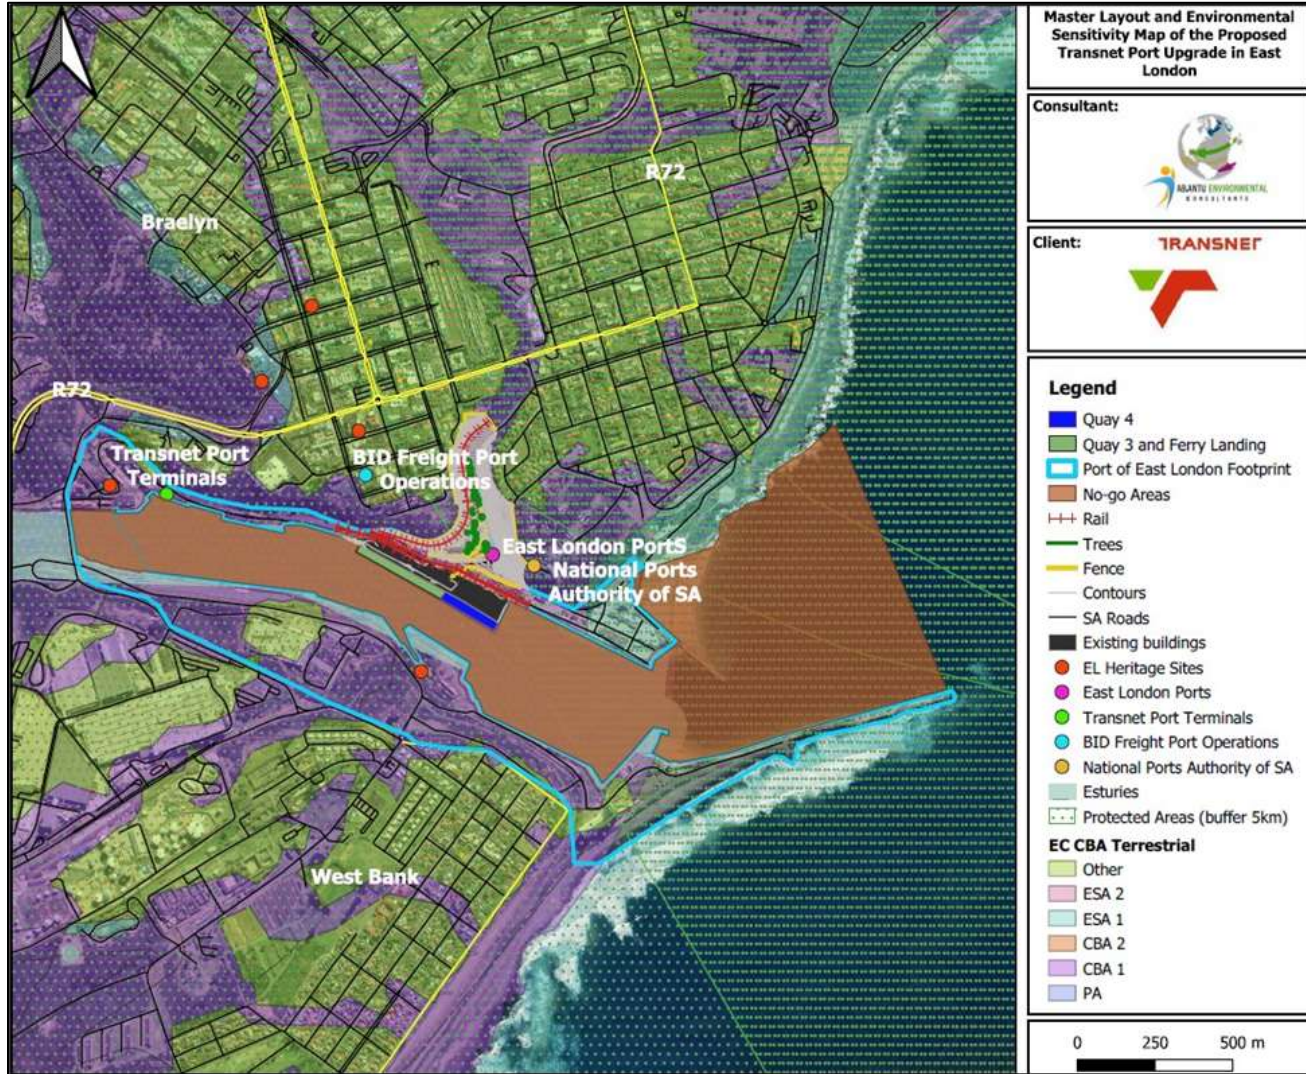 Master Layout and Environmental
Sensitivity Map of the Proposed
Transnet Port Upgrade in East
London
Consultant:
ABANTU ENVIRONMENTAL
CONSULTANTS
Client:
TRANSNET
R72
Braelyn
R72
Transnet Port
Terminals
BID Freight Port
Operations
East London PortS
National Ports
Authority of SA
West Bank
Legend
Quay 4
Quay 3 and Ferry Landing
Port of East London Footprint
No-go Areas
Rail
Trees
Fence
Contours
SA Roads
Existing buildings
EL Heritage Sites
East London Ports
Transnet Port Terminals
BID Freight Port Operations
National Ports Authority of SA
Esturies
Protected Areas (buffer 5km)
EC CBA Terrestrial
Other
ESA 2
ESA 1
CBA 2
CBA 1
PA
0 250 500 m